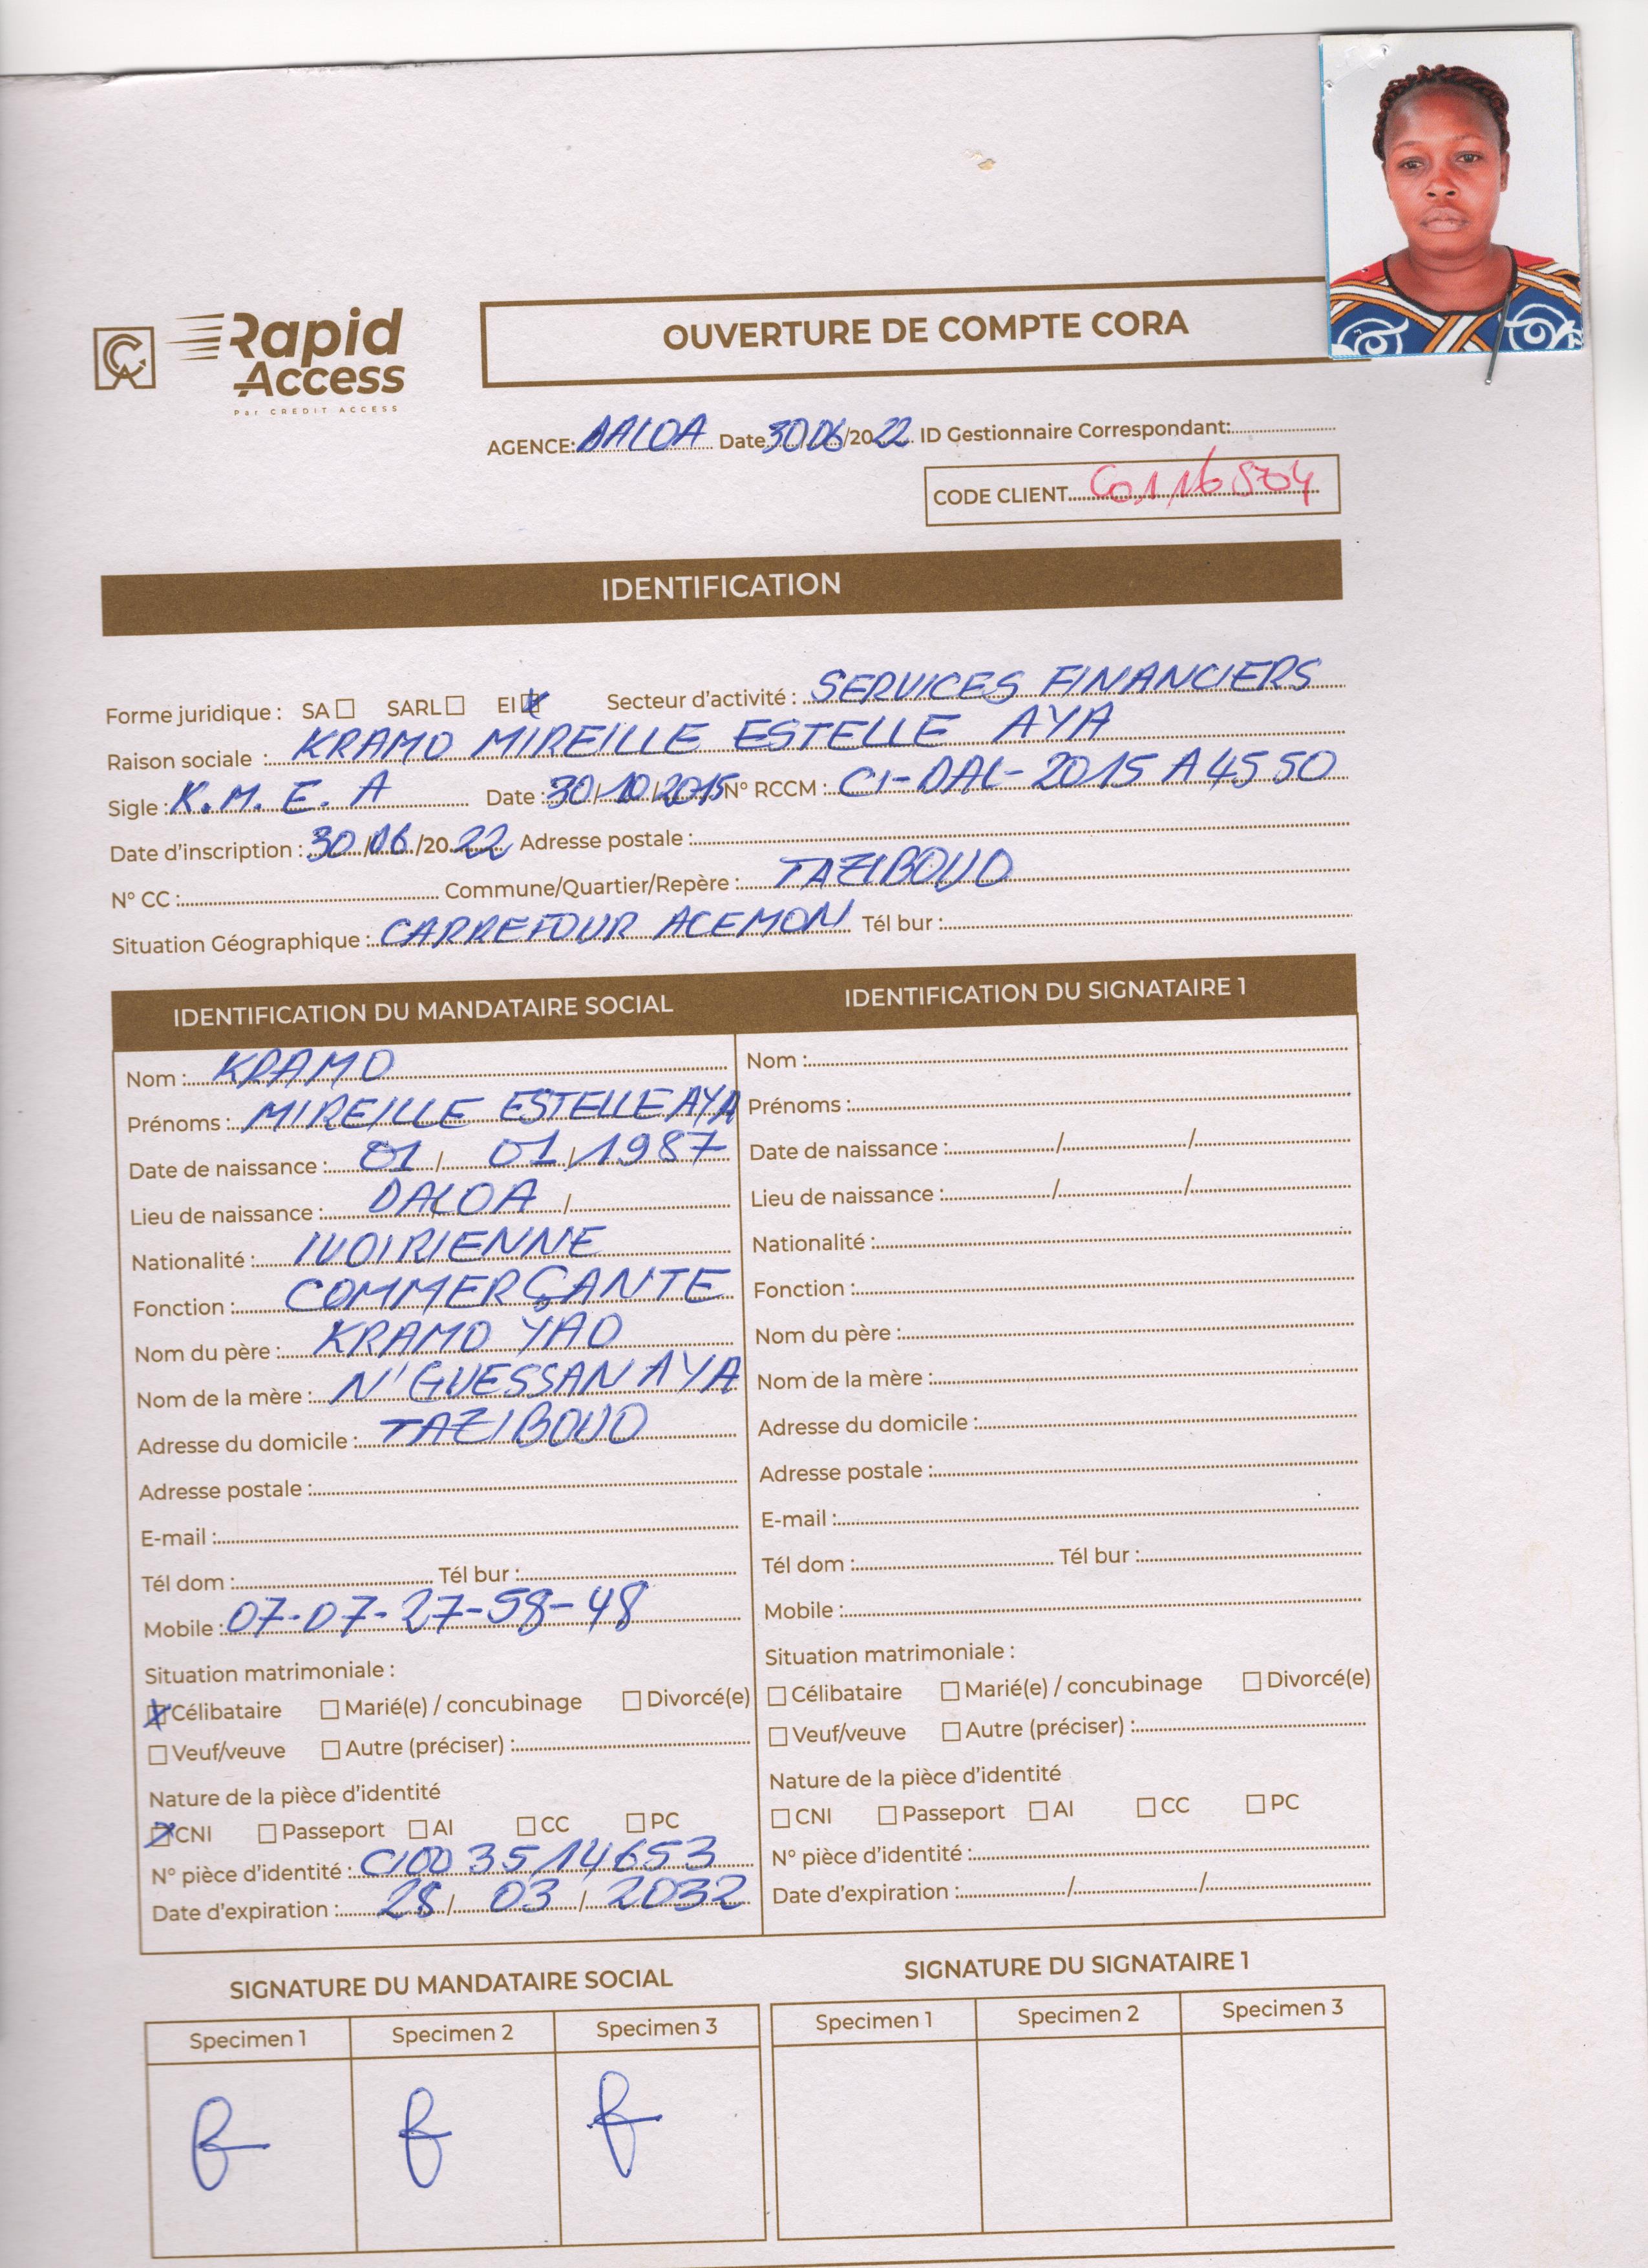 Rapid
Access
Par CREDIT ACCESS
OUVERTURE DE COMPTE CORA
AGENCE: DALOA Date 30/06/2022 ID Gestionnaire Correspondant:
CODE CLIENT
IDENTIFICATION
Forme juridique : SA SARL EI Secteur d'activité : SERVICES FINANCIERS
Raison sociale : KRAMO MIREILLE ESTELLE AYA
Sigle : K.M.E.A Date : 30/10/2015 N° RCCM : CI-DAL-2015 A 4550
Date d'inscription : 30/06/2022 Adresse postale :
N° CC : Commune/Quartier/Repère : TAZIBOUO
Situation Géographique : CARREFOUR ACEMON Tél bur :
IDENTIFICATION DU MANDATAIRE SOCIAL
Nom : KRAMO
Prénoms : MIREILLE ESTELLE AYA
Date de naissance : 01 / 01 / 1987
Lieu de naissance : DALOA /
Nationalité : IVOIRIENNE
Fonction : COMMERÇANTE
Nom du père : KRAMO YAO
Nom de la mère : N'GUESSAN AYA
Adresse du domicile : TAZIBOUO
Adresse postale :
E-mail :
Tél dom : Tél bur :
Mobile : 07-07-27-58-48
Situation matrimoniale :
Célibataire Marié(e) / concubinage Divorcé(e)
Veuf/veuve Autre (préciser) :
Nature de la pièce d'identité
CNI Passeport AI CC PC
N° pièce d'identité : CI003514653
Date d'expiration : 28 / 03 / 2032
IDENTIFICATION DU SIGNATAIRE 1
Nom :
Prénoms :
Date de naissance : / /
Lieu de naissance : / /
Nationalité :
Fonction :
Nom du père :
Nom de la mère :
Adresse du domicile :
Adresse postale :
E-mail :
Tél dom : Tél bur :
Mobile :
Situation matrimoniale :
Célibataire Marié(e) / concubinage Divorcé(e)
Veuf/veuve Autre (préciser) :
Nature de la pièce d'identité
CNI Passeport AI CC PC
N° pièce d'identité :
Date d'expiration : / /
SIGNATURE DU MANDATAIRE SOCIAL
Specimen 1 Specimen 2 Specimen 3
SIGNATURE DU SIGNATAIRE 1
Specimen 1 Specimen 2 Specimen 3